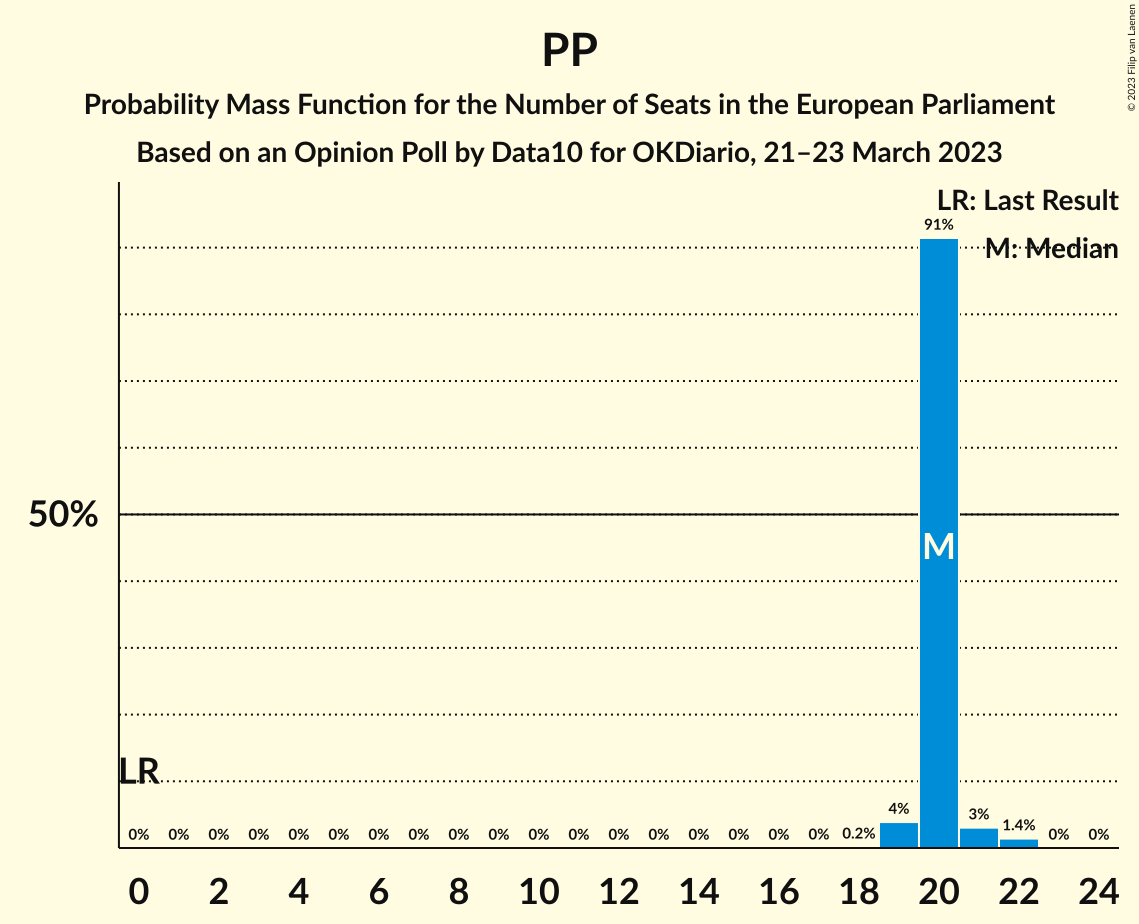 PP
Probability Mass Function for the Number of Seats in the European Parliament
Based on an Opinion Poll by Data10 for OKDiario, 21–23 March 2023
© 2023 Filip van Laenen
LR: Last Result
M: Median
91%
50%
M
LR
0% 0% 0% 0% 0% 0% 0% 0% 0% 0% 0% 0% 0% 0% 0% 0% 0% 0% 0.2% 4% 3% 1.4% 0% 0%
0 2 4 6 8 10 12 14 16 18 20 22 24